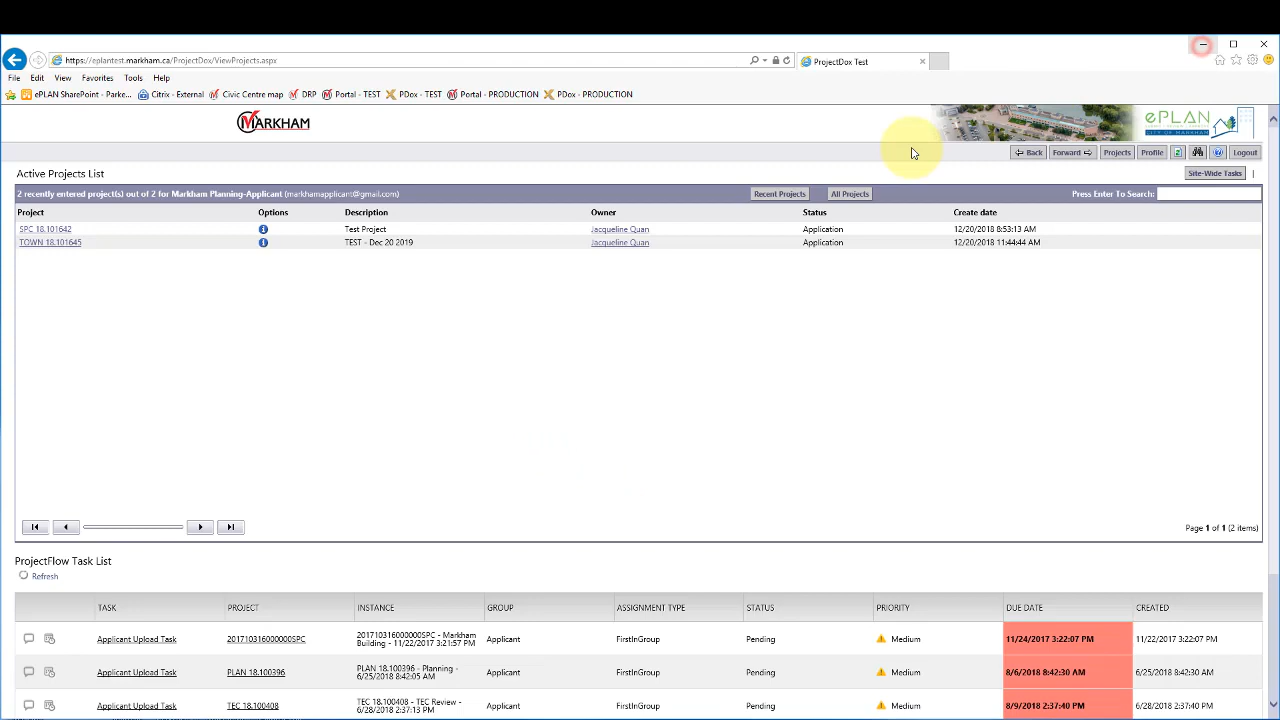 https://eplantest.markham.ca/ProjectDox/ViewProjects.aspx
ProjectDox Test
File Edit View Favorites Tools Help
ePLAN SharePoint - Parke... Citrix - External Civic Centre map DRP Portal - TEST PDox - TEST Portal - PRODUCTION PDox - PRODUCTION
MARKHAM
ePLAN
CITY OF MARKHAM
Back Forward Projects Profile Logout
Active Projects List
Site-Wide Tasks
2 recently entered project(s) out of 2 for Markham Planning-Applicant (markhamapplicant@gmail.com) Recent Projects All Projects Press Enter To Search:
Project Options Description Owner Status Create date
SPC 18.101642 Test Project Jacqueline Quan Application 12/20/2018 8:53:13 AM
TOWN 18.101645 TEST - Dec 20 2019 Jacqueline Quan Application 12/20/2018 11:44:44 AM
Page 1 of 1 (2 items)
ProjectFlow Task List
Refresh
TASK PROJECT INSTANCE GROUP ASSIGNMENT TYPE STATUS PRIORITY DUE DATE CREATED
Applicant Upload Task 201710316000000SPC 201710316000000SPC - Markham Building - 11/22/2017 3:21:57 PM Applicant FirstInGroup Pending Medium 11/24/2017 3:22:07 PM 11/22/2017 3:22:07 PM
Applicant Upload Task PLAN 18.100396 PLAN 18.100396 - Planning - 6/25/2018 8:42:05 AM Applicant FirstInGroup Pending Medium 8/6/2018 8:42:30 AM 6/25/2018 8:42:30 AM
Applicant Upload Task TEC 18.100408 TEC 18.100408 - TEC Review - 6/28/2018 2:37:13 PM Applicant FirstInGroup Pending Medium 8/9/2018 2:37:40 PM 6/28/2018 2:37:40 PM